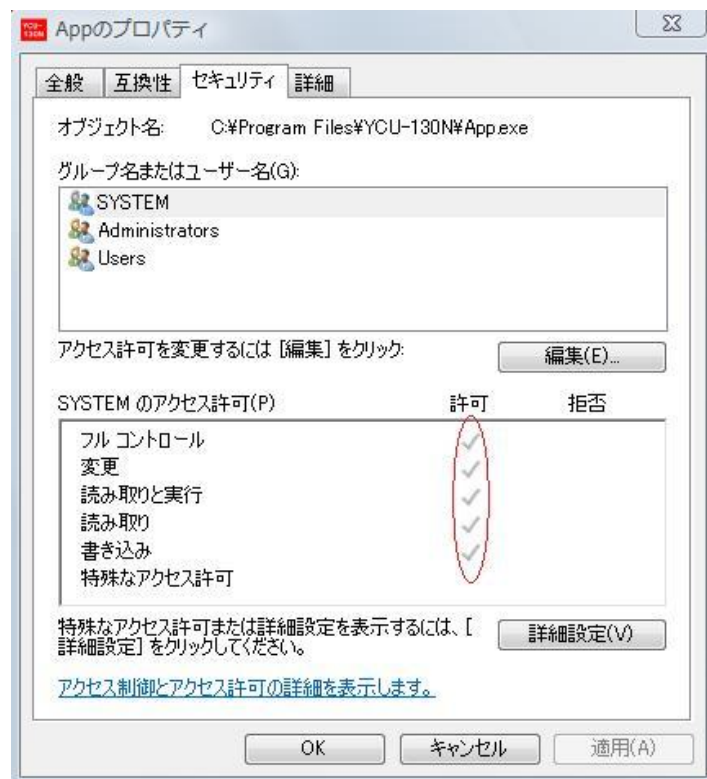 YCU-130N Appのプロパティ
全般 互換性 セキュリティ 詳細
オブジェクト名: C:¥Program Files¥YCU-130N¥App.exe
グループ名またはユーザー名(G):
SYSTEM
Administrators
Users
アクセス許可を変更するには [編集] をクリック: 編集(E)...
SYSTEM のアクセス許可(P) 許可 拒否
フル コントロール
変更
読み取りと実行
読み取り
書き込み
特殊なアクセス許可
特殊なアクセス許可または詳細設定を表示するには、[
詳細設定] をクリックしてください。 詳細設定(V)
アクセス制御とアクセス許可の詳細を表示します。
OK キャンセル 適用(A)